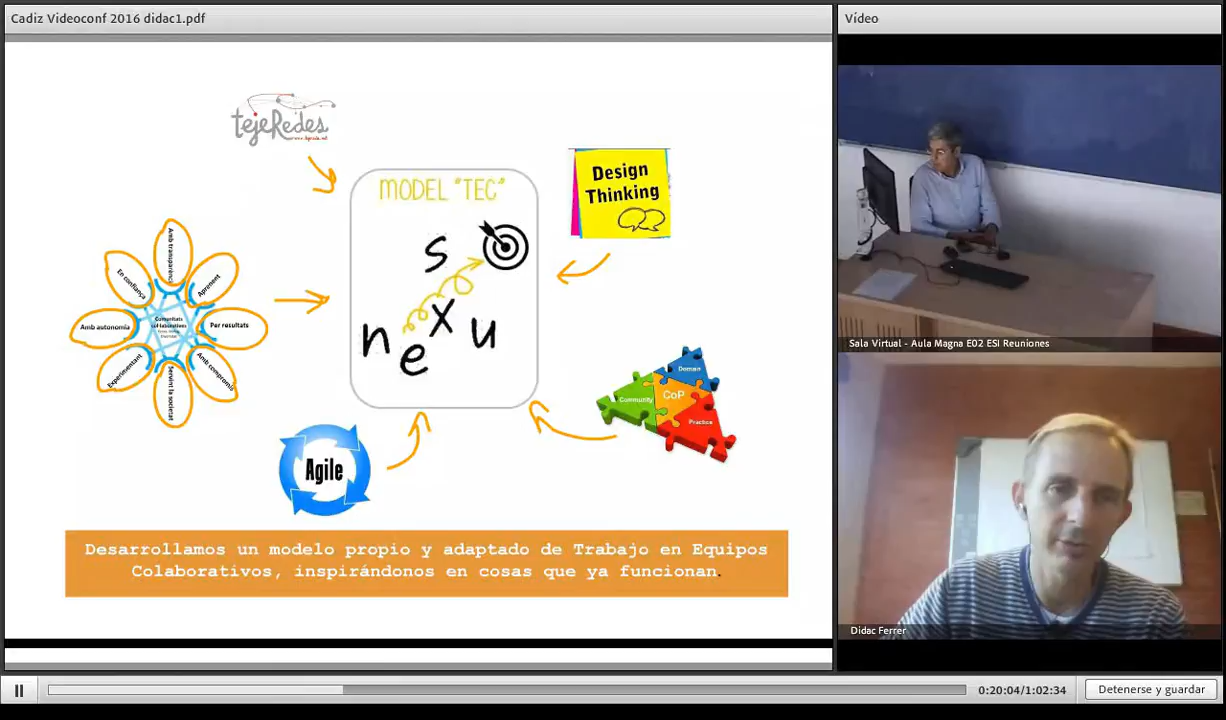 Cadiz Videoconf 2016 didac1.pdf
Vídeo
tejeRedes
MODEL "TEC"
Design
Thinking
s
n e x u
Amb transparència
En confiança
Aprenent
Amb autonomia
Comunitats
col·laboratives
Per resultats
Experimentant
Amb compromís
Servint la societat
Domain
Community
CoP
Practice
Agile
Desarrollamos un modelo propio y adaptado de Trabajo en Equipos
Colaborativos, inspirándonos en cosas que ya funcionan.
Sala Virtual - Aula Magna E02 ESI Reuniones
Didac Ferrer
0:20:04/1:02:34
Detenerse y guardar